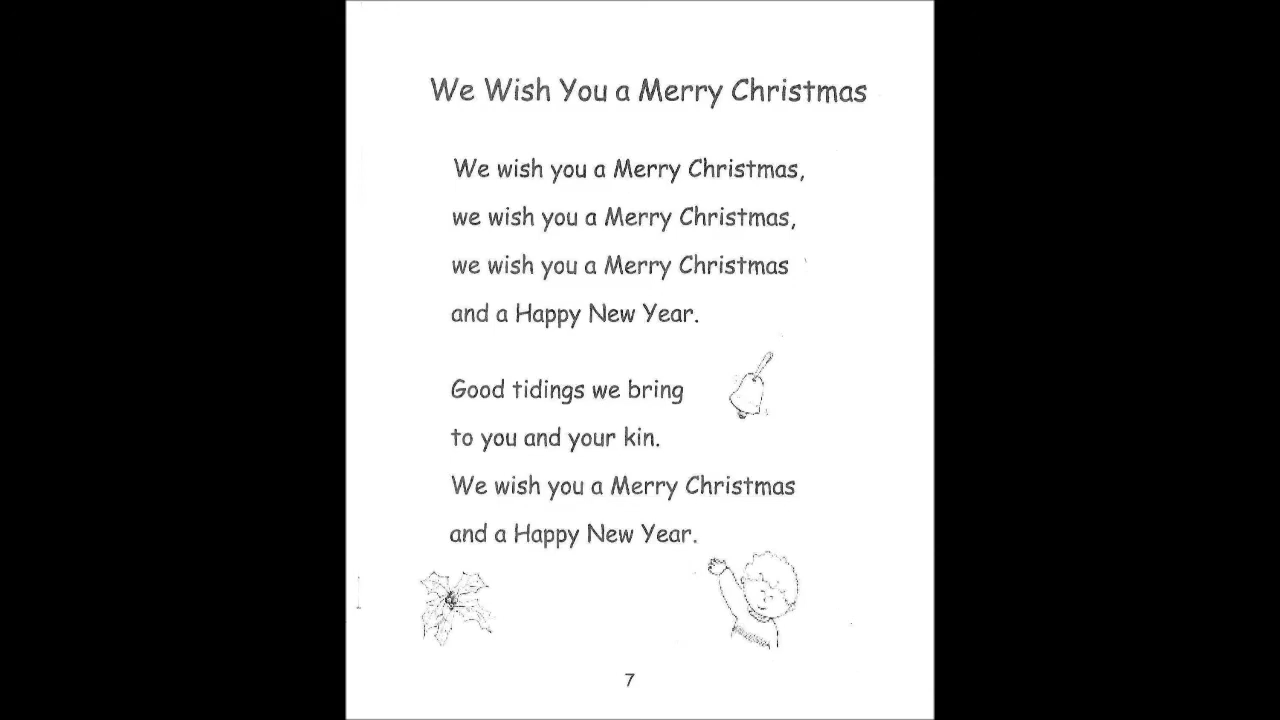 We Wish You a Merry Christmas
We wish you a Merry Christmas,
we wish you a Merry Christmas,
we wish you a Merry Christmas
and a Happy New Year.
Good tidings we bring
to you and your kin.
We wish you a Merry Christmas
and a Happy New Year.
7